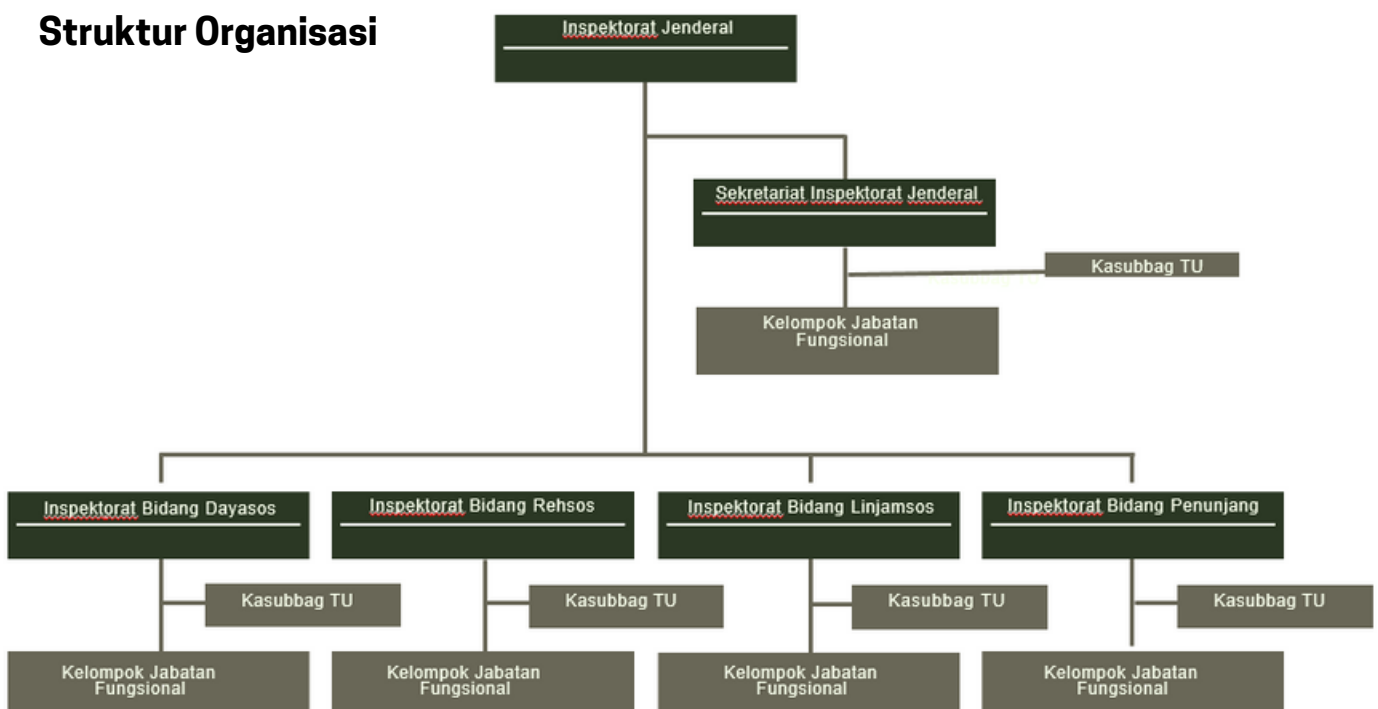 Struktur Organisasi
Inspektorat Jenderal
Sekretariat Inspektorat Jenderal
Kasubbag TU
Kelompok Jabatan
Fungsional
Inspektorat Bidang Dayasos
Inspektorat Bidang Rehsos
Inspektorat Bidang Linjamsos
Inspektorat Bidang Penunjang
Kasubbag TU
Kasubbag TU
Kasubbag TU
Kasubbag TU
Kelompok Jabatan
Fungsional
Kelompok Jabatan
Fungsional
Kelompok Jabatan
Fungsional
Kelompok Jabatan
Fungsional